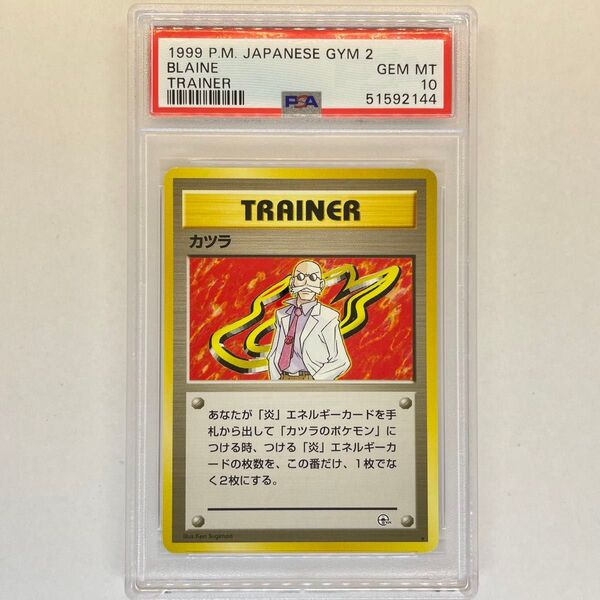 1999 P.M. JAPANESE GYM 2
BLAINE GEM MT
TRAINER 10
PSA 51592144
TRAINER
カツラ
あなたが「炎」エネルギーカードを手
札から出して「カツラのポケモン」に
つける時、つける「炎」エネルギーカ
ードの枚数を、この番だけ、1枚でな
く2枚にする。
Illus. Ken Sugimori